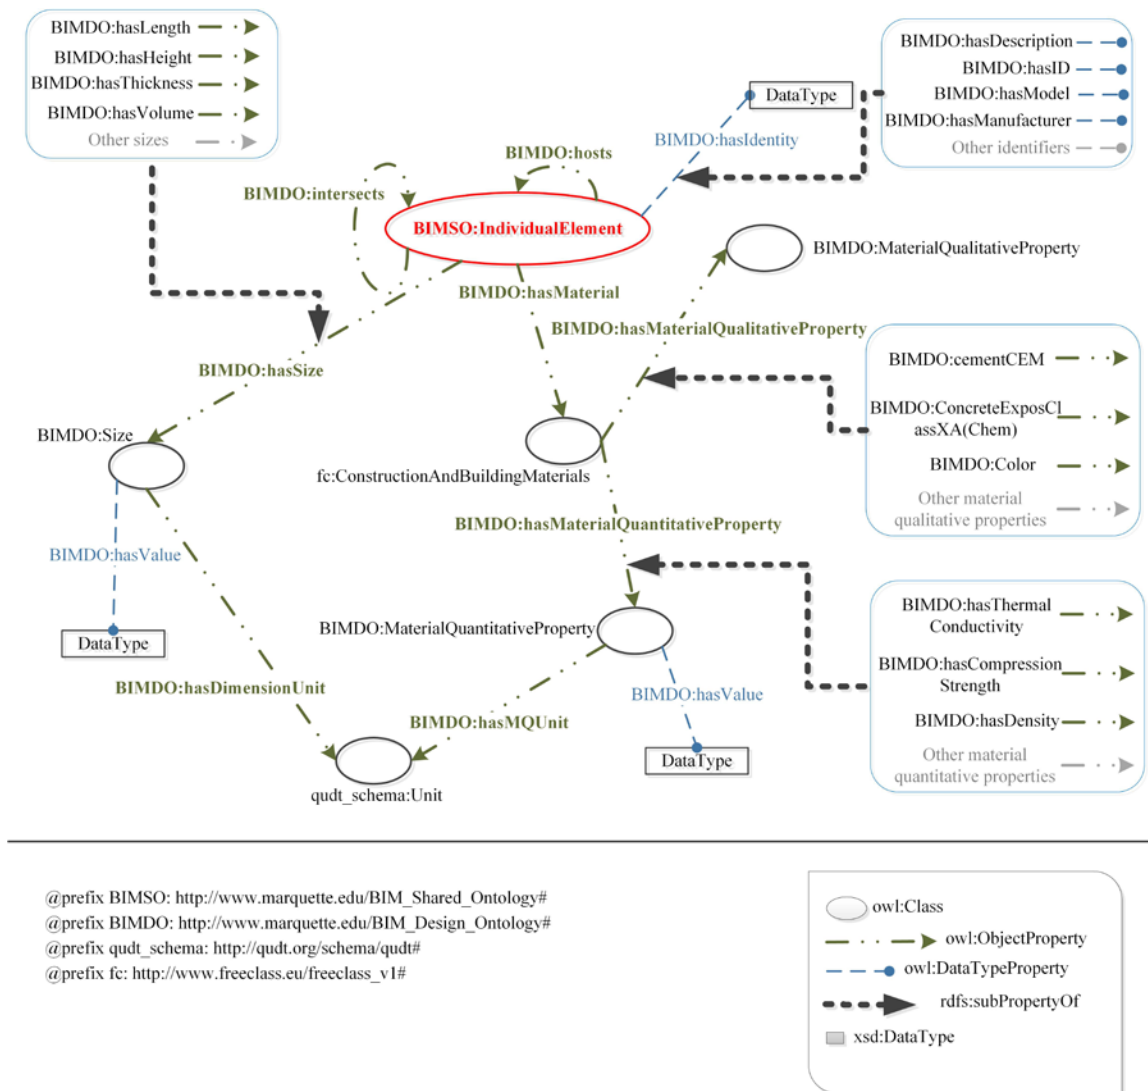 BIMDO:hasLength
BIMDO:hasHeight
BIMDO:hasThickness
BIMDO:hasVolume
Other sizes
BIMDO:hasDescription
BIMDO:hasID
BIMDO:hasModel
BIMDO:hasManufacturer
Other identifiers
DataType
BIMDO:hasIdentity
BIMDO:hosts
BIMDO:intersects
BIMSO:IndividualElement
BIMDO:MaterialQualitativeProperty
BIMDO:hasMaterial
BIMDO:hasMaterialQualitativeProperty
BIMDO:hasSize
BIMDO:cementCEM
BIMDO:ConcreteExposCl
assXA(Chem)
BIMDO:Color
Other material
qualitative properties
BIMDO:Size
fc:ConstructionAndBuildingMaterials
BIMDO:hasMaterialQuantitativeProperty
BIMDO:hasValue
DataType
BIMDO:MaterialQuantitativeProperty
BIMDO:hasThermal
Conductivity
BIMDO:hasCompression
Strength
BIMDO:hasDensity
Other material
quantitative properties
BIMDO:hasDimensionUnit
BIMDO:hasMQUnit
BIMDO:hasValue
DataType
qudt_schema:Unit
@prefix BIMSO: http://www.marquette.edu/BIM_Shared_Ontology#
@prefix BIMDO: http://www.marquette.edu/BIM_Design_Ontology#
@prefix qudt_schema: http://qudt.org/schema/qudt#
@prefix fc: http://www.freeclass.eu/freeclass_v1#
owl:Class
owl:ObjectProperty
owl:DataTypeProperty
rdfs:subPropertyOf
xsd:DataType